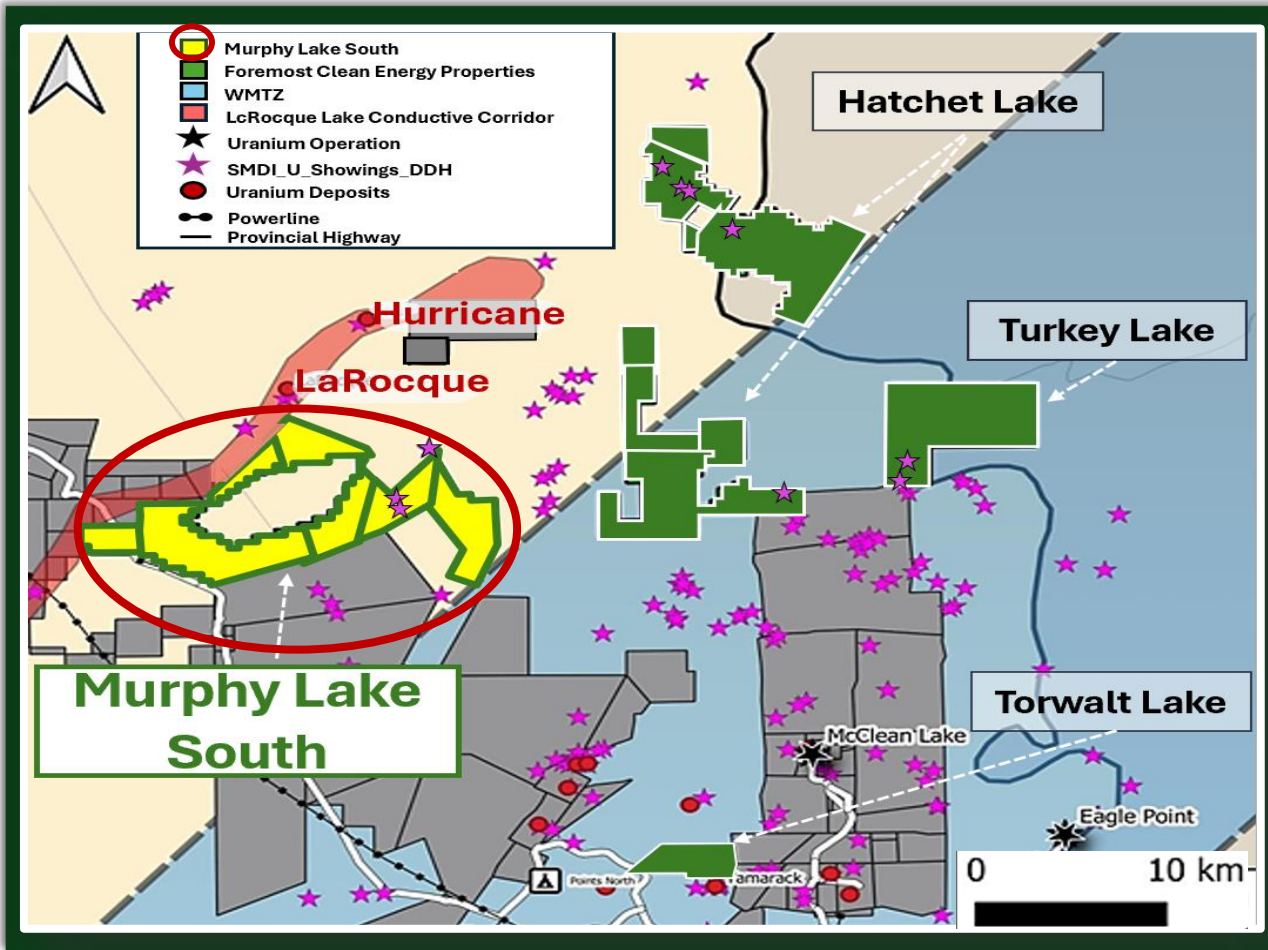 Murphy Lake South
Foremost Clean Energy Properties
WMTZ
LcRocque Lake Conductive Corridor
Uranium Operation
SMDI_U_Showings_DDH
Uranium Deposits
Powerline
Provincial Highway
Hatchet Lake
Hurricane
Turkey Lake
LaRocque
Murphy Lake
South
Torwalt Lake
McClean Lake
Eagle Point
Points North
amarack
0 10 km